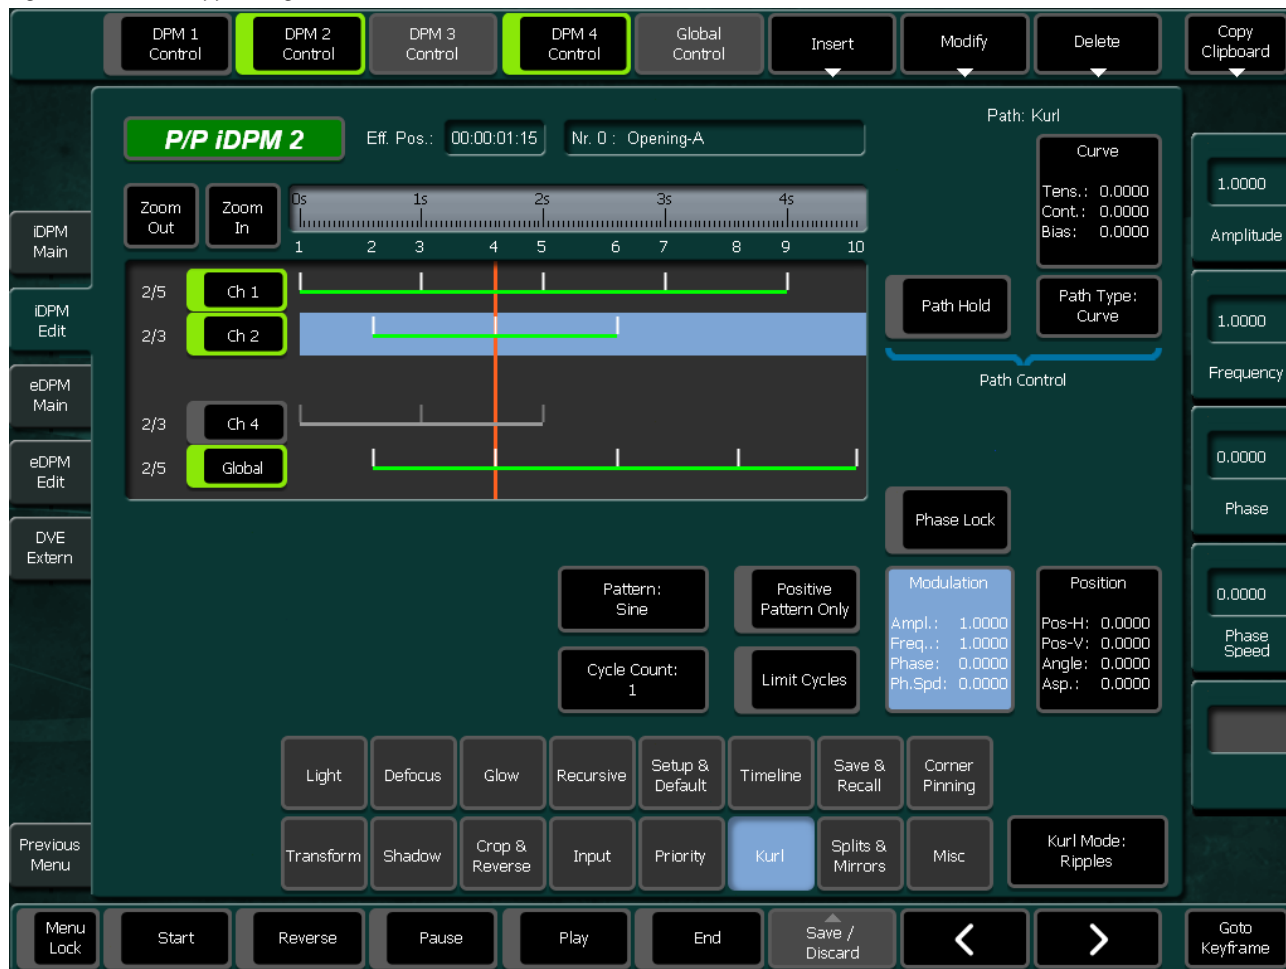 DPM 1 Control
DPM 2 Control
DPM 3 Control
DPM 4 Control
Global Control
Insert
Modify
Delete
Copy Clipboard
P/P iDPM 2
Eff. Pos.: 00:00:01:15
Nr. 0 : Opening-A
Path: Kurl
Zoom Out
Zoom In
0s 1s 2s 3s 4s
1 2 3 4 5 6 7 8 9 10
2/5 Ch 1
2/3 Ch 2
2/3 Ch 4
2/5 Global
Curve
Tens.: 0.0000
Cont.: 0.0000
Bias: 0.0000
Path Hold
Path Type: Curve
Path Control
Phase Lock
Pattern: Sine
Positive Pattern Only
Cycle Count: 1
Limit Cycles
Modulation
Ampl.: 1.0000
Freq..: 1.0000
Phase: 0.0000
Ph.Spd: 0.0000
Position
Pos-H: 0.0000
Pos-V: 0.0000
Angle: 0.0000
Asp.: 0.0000
1.0000
Amplitude
1.0000
Frequency
0.0000
Phase
0.0000
Phase Speed
iDPM Main
iDPM Edit
eDPM Main
eDPM Edit
DVE Extern
Previous Menu
Light
Defocus
Glow
Recursive
Setup & Default
Timeline
Save & Recall
Corner Pinning
Transform
Shadow
Crop & Reverse
Input
Priority
Kurl
Splits & Mirrors
Misc
Kurl Mode: Ripples
Menu Lock
Start
Reverse
Pause
Play
End
Save / Discard
<
>
Goto Keyframe